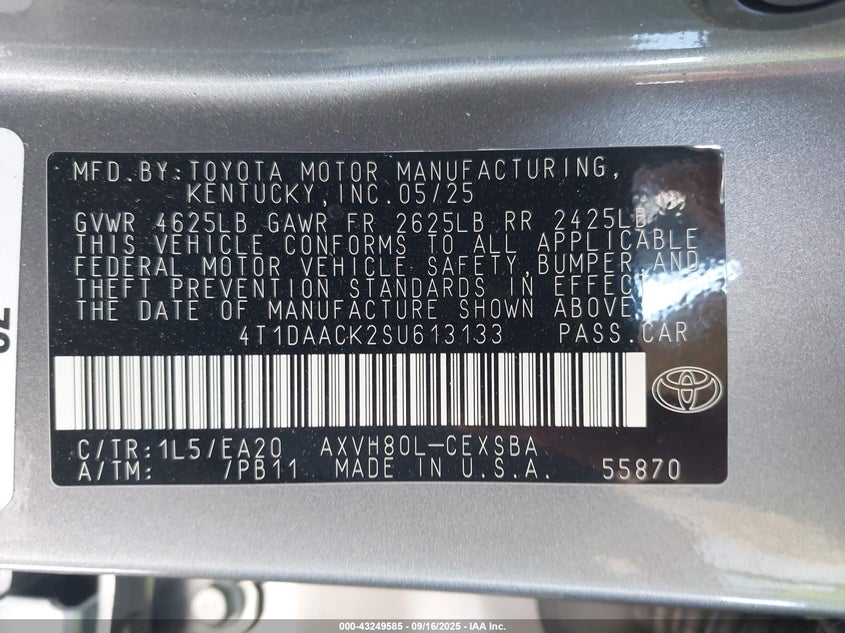 MFD.BY:TOYOTA MOTOR MANUFACTURING,
KENTUCKY,INC.05/25
GVWR 4625LB GAWR FR 2625LB RR 2425LB
THIS VEHICLE CONFORMS TO ALL APPLICABLE
FEDERAL MOTOR VEHICLE SAFETY,BUMPER,AND
THEFT PREVENTION STANDARDS IN EFFECT
THE DATE OF MANUFACTURE SHOWN ABOVE.
4T1DAACK2SU613133 PASS.CAR
C/TR:1L5/EA20 AXVH80L-CEXSBA
A/TM: /PB11 MADE IN U.S.A. 55870
000-43249585 - 09/16/2025 - IAA Inc.